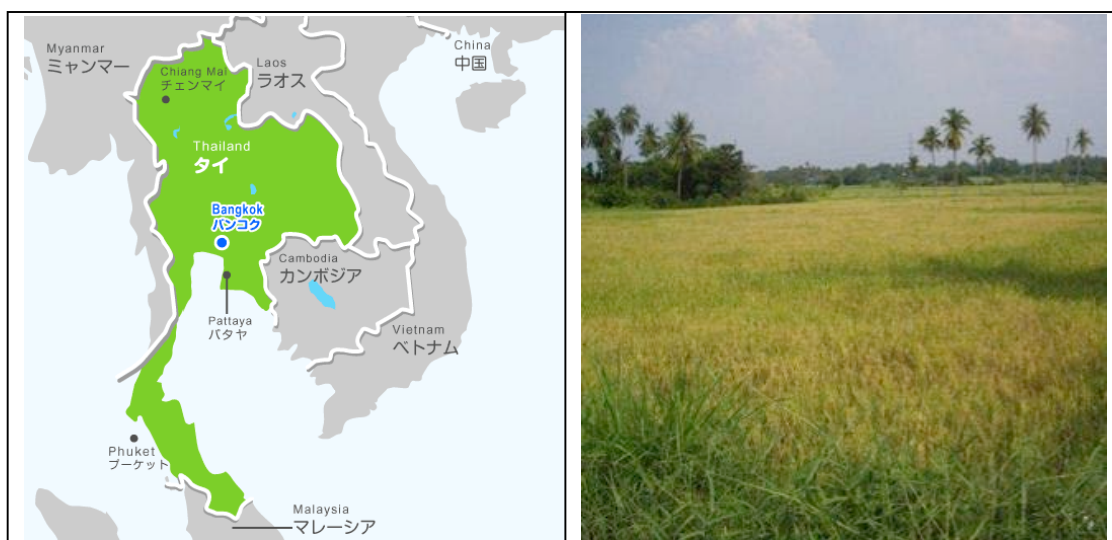 Myanmar
ミャンマー
Chiang Mai
チェンマイ
Laos
ラオス
China
中国
Thailand
タイ
Bangkok
バンコク
Cambodia
カンボジア
Pattaya
パタヤ
Vietnam
ベトナム
Phuket
プーケット
Malaysia
マレーシア